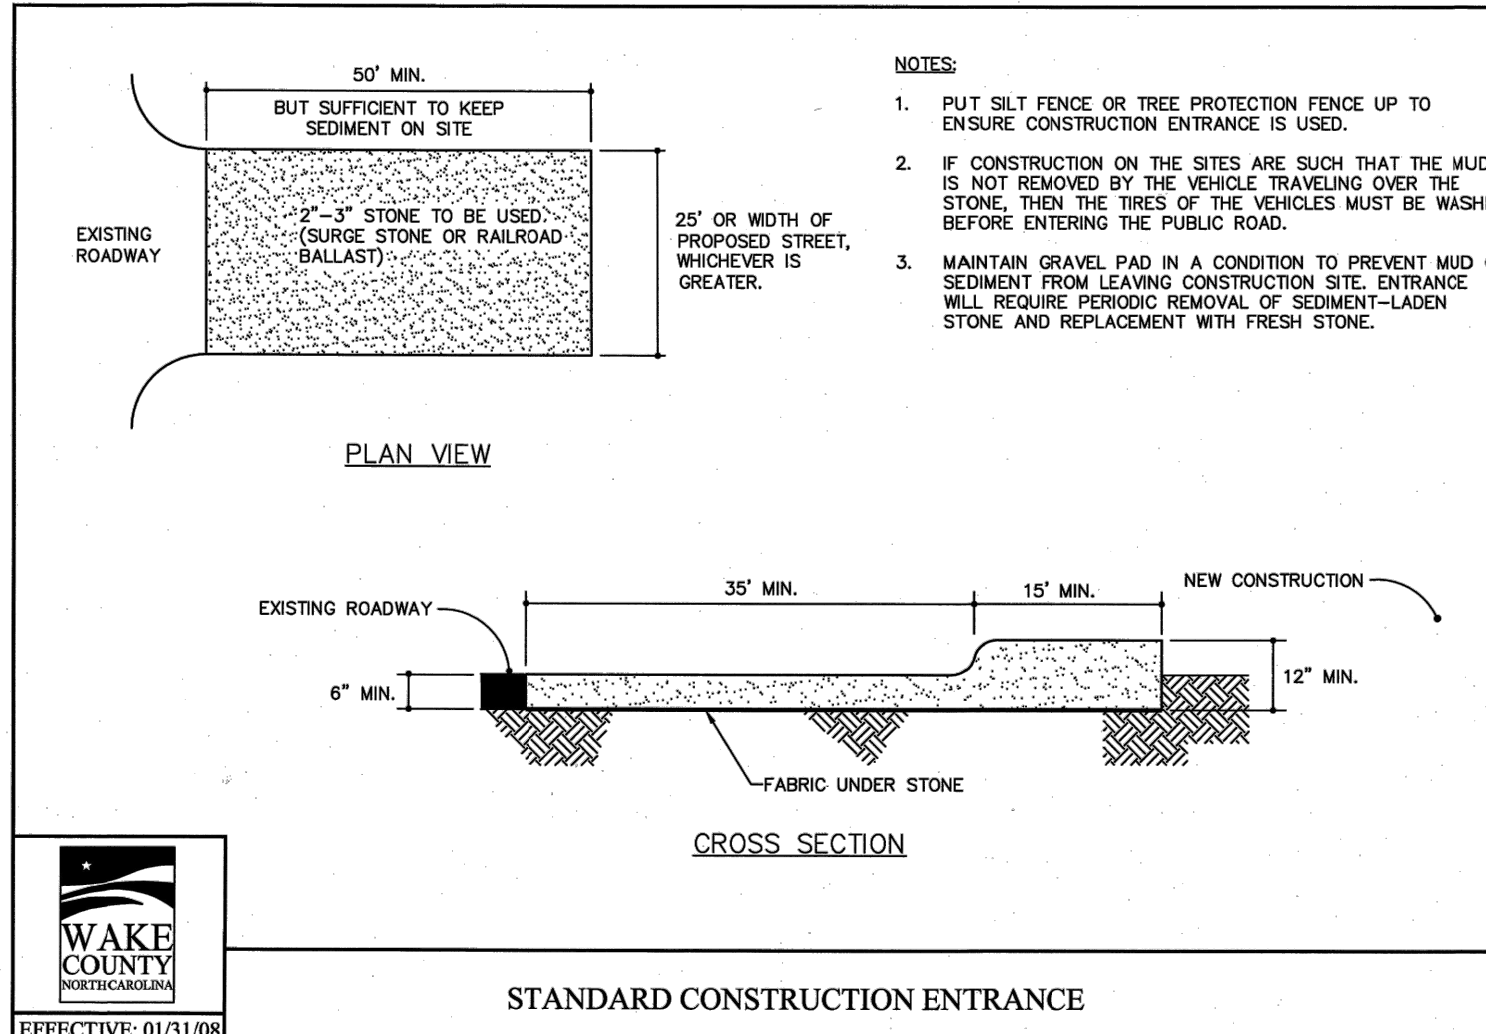 50' MIN.
BUT SUFFICIENT TO KEEP
SEDIMENT ON SITE
EXISTING
ROADWAY
2"-3" STONE TO BE USED.
(SURGE STONE OR RAILROAD
BALLAST)
25' OR WIDTH OF
PROPOSED STREET,
WHICHEVER IS
GREATER.
PLAN VIEW
NOTES:
1. PUT SILT FENCE OR TREE PROTECTION FENCE UP TO
ENSURE CONSTRUCTION ENTRANCE IS USED.
2. IF CONSTRUCTION ON THE SITES ARE SUCH THAT THE MUD
IS NOT REMOVED BY THE VEHICLE TRAVELING OVER THE
STONE, THEN THE TIRES OF THE VEHICLES MUST BE
BEFORE ENTERING THE PUBLIC ROAD.
3. MAINTAIN GRAVEL PAD IN A CONDITION TO PREVENT MUD
SEDIMENT FROM LEAVING CONSTRUCTION SITE. ENTRANCE
WILL REQUIRE PERIODIC REMOVAL OF SEDIMENT-LADEN
STONE AND REPLACEMENT WITH FRESH STONE.
EXISTING ROADWAY
35' MIN.
15' MIN.
NEW CONSTRUCTION
6" MIN.
12" MIN.
FABRIC UNDER STONE
CROSS SECTION
WAKE
COUNTY
NORTH CAROLINA
EFFECTIVE: 01/31/08
STANDARD CONSTRUCTION ENTRANCE